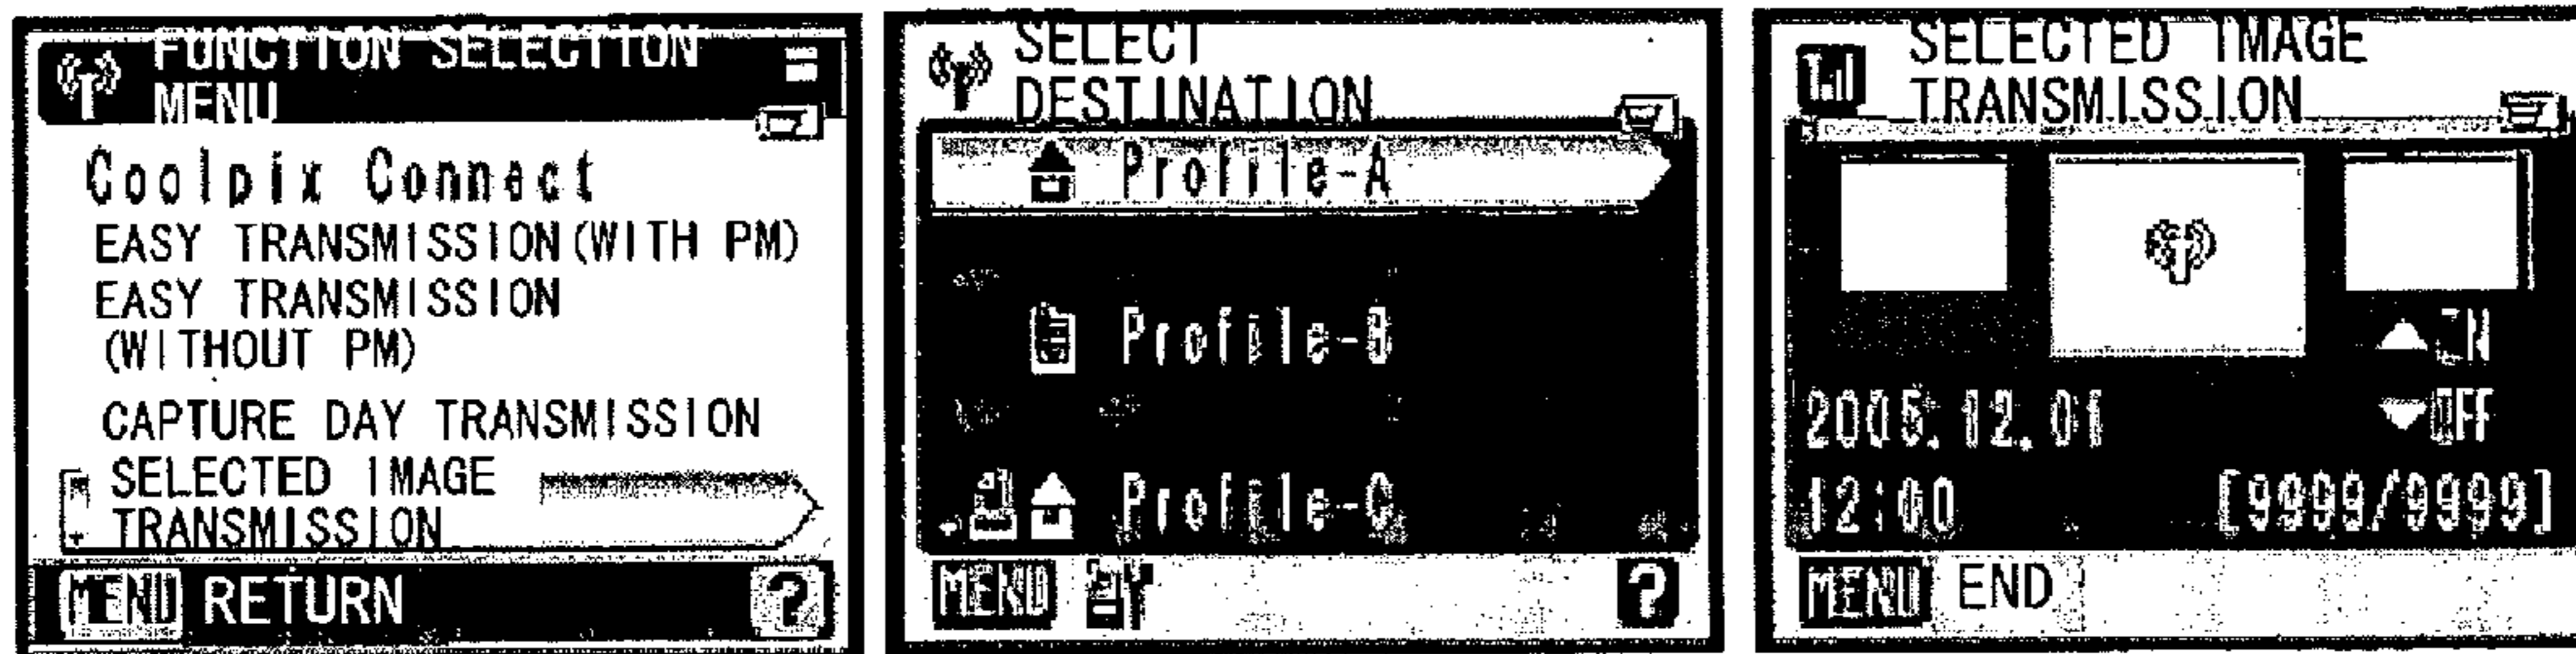 FUNCTION SELECTION
MENU
Coolpix Connect
EASY TRANSMISSION(WITH PM)
EASY TRANSMISSION
(WITHOUT PM)
CAPTURE DAY TRANSMISSION
SELECTED IMAGE
TRANSMISSION
MENU RETURN ?
SELECT
DESTINATION
Profile-A
Profile-B
Profile-C
MENU ?
SELECTED IMAGE
TRANSMISSION
ON
2005.12.01 OFF
12:00 [9999/9999]
MENU END